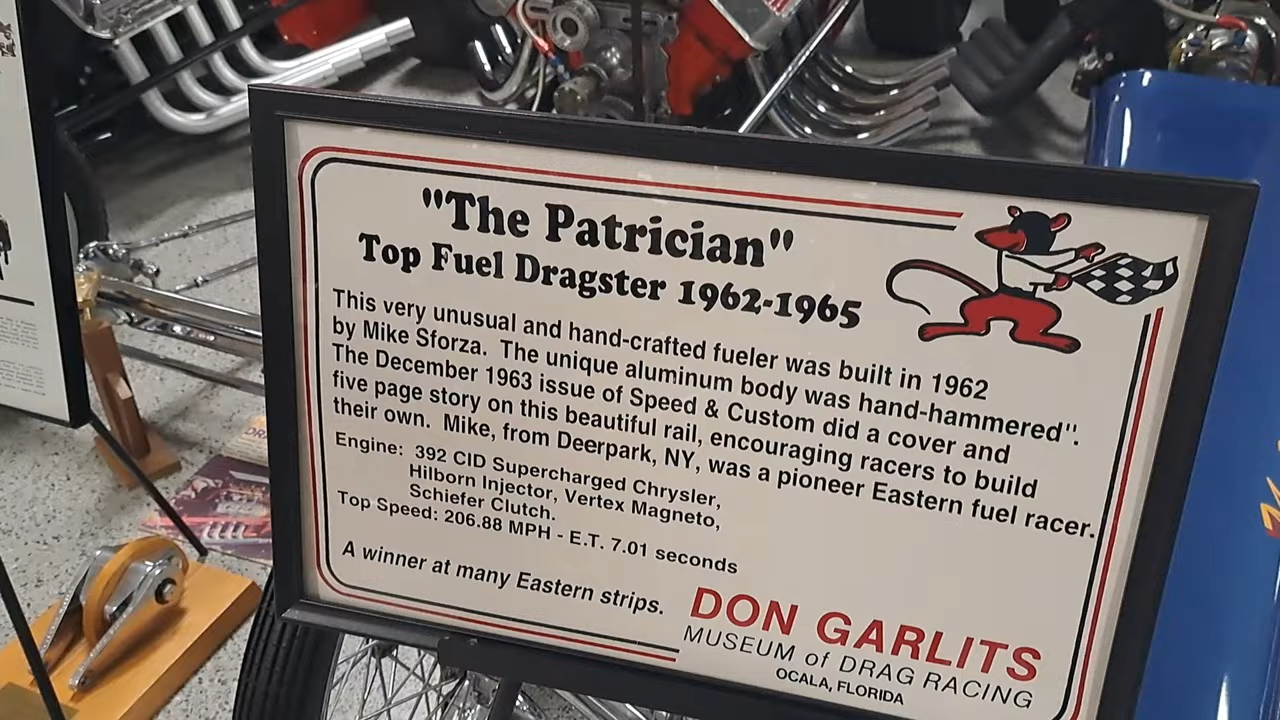 "The Patrician"
Top Fuel Dragster 1962-1965
This very unusual and hand-crafted fueler was built in 1962
by Mike Sforza. The unique aluminum body was hand-hammered".
The December 1963 issue of Speed & Custom did a cover and
five page story on this beautiful rail, encouraging racers to build
their own. Mike, from Deerpark, NY, was a pioneer Eastern fuel racer.
Engine: 392 CID Supercharged Chrysler,
Hilborn Injector, Vertex Magneto,
Schiefer Clutch.
Top Speed: 206.88 MPH - E.T. 7.01 seconds
A winner at many Eastern strips.
DON GARLITS
MUSEUM of DRAG RACING
OCALA, FLORIDA